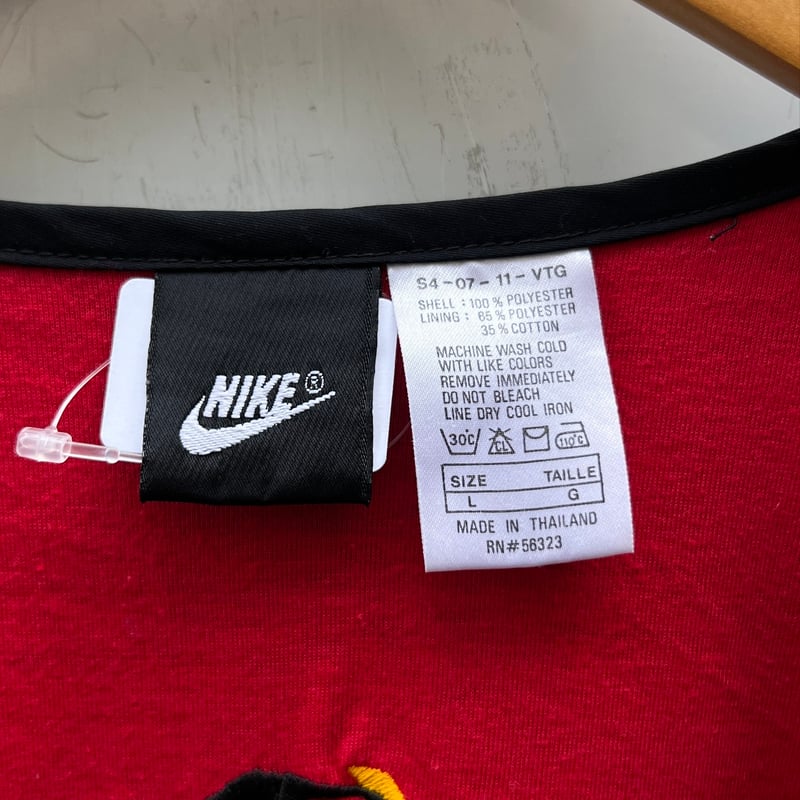 NIKE®
S4-07-11-VTG
SHELL : 100 % POLYESTER
LINING : 65 % POLYESTER
35 % COTTON
MACHINE WASH COLD
WITH LIKE COLORS
REMOVE IMMEDIATELY
DO NOT BLEACH
LINE DRY COOL IRON
30C CL 110°C
SIZE TAILLE
L G
MADE IN THAILAND
RN#56323